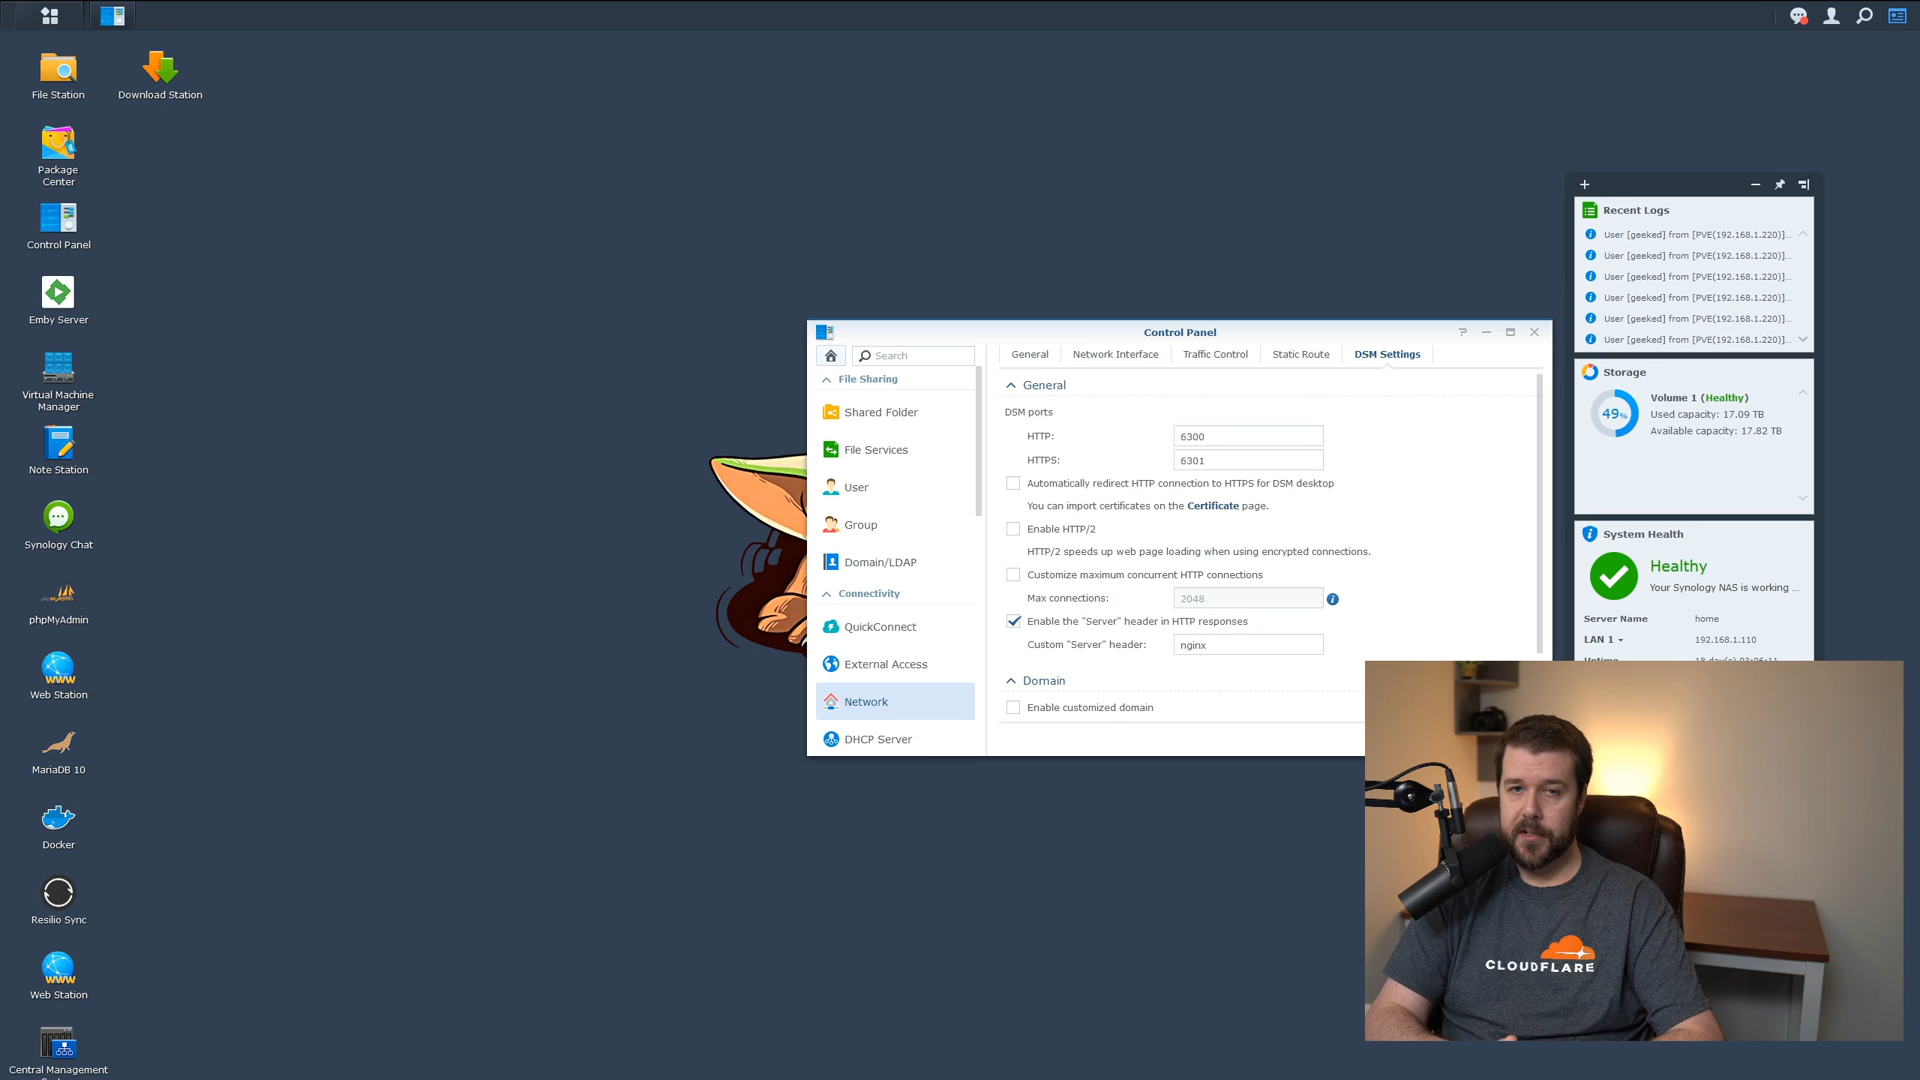 File Station
Download Station
Package
Center
Control Panel
Emby Server
Virtual Machine
Manager
Note Station
Synology Chat
phpMyAdmin
Web Station
MariaDB 10
Docker
Resilio Sync
WWW
Web Station
Central Management
Control Panel
Search
File Sharing
Shared Folder
File Services
User
Group
Domain/LDAP
Connectivity
QuickConnect
External Access
Network
DHCP Server
General
Network Interface
Traffic Control
Static Route
DSM Settings
General
DSM ports
HTTP:
6300
HTTPS:
6301
Automatically redirect HTTP connection to HTTPS for DSM desktop
You can import certificates on the Certificate page.
Enable HTTP/2
HTTP/2 speeds up web page loading when using encrypted connections.
Customize maximum concurrent HTTP connections
Max connections:
2048
Enable the "Server" header in HTTP responses
Custom "Server" header:
nginx
Domain
Enable customized domain
Recent Logs
User [geeked] from [PVE(192.168.1.220)]...
User [geeked] from [PVE(192.168.1.220)]...
User [geeked] from [PVE(192.168.1.220)]...
User [geeked] from [PVE(192.168.1.220)]...
User [geeked] from [PVE(192.168.1.220)]...
User [geeked] from [PVE(192.168.1.220)]...
Storage
49%
Volume 1 (Healthy)
Used capacity: 17.09 TB
Available capacity: 17.82 TB
System Health
Healthy
Your Synology NAS is working ...
Server Name
home
LAN 1
192.168.1.110
CLOUDFLARE